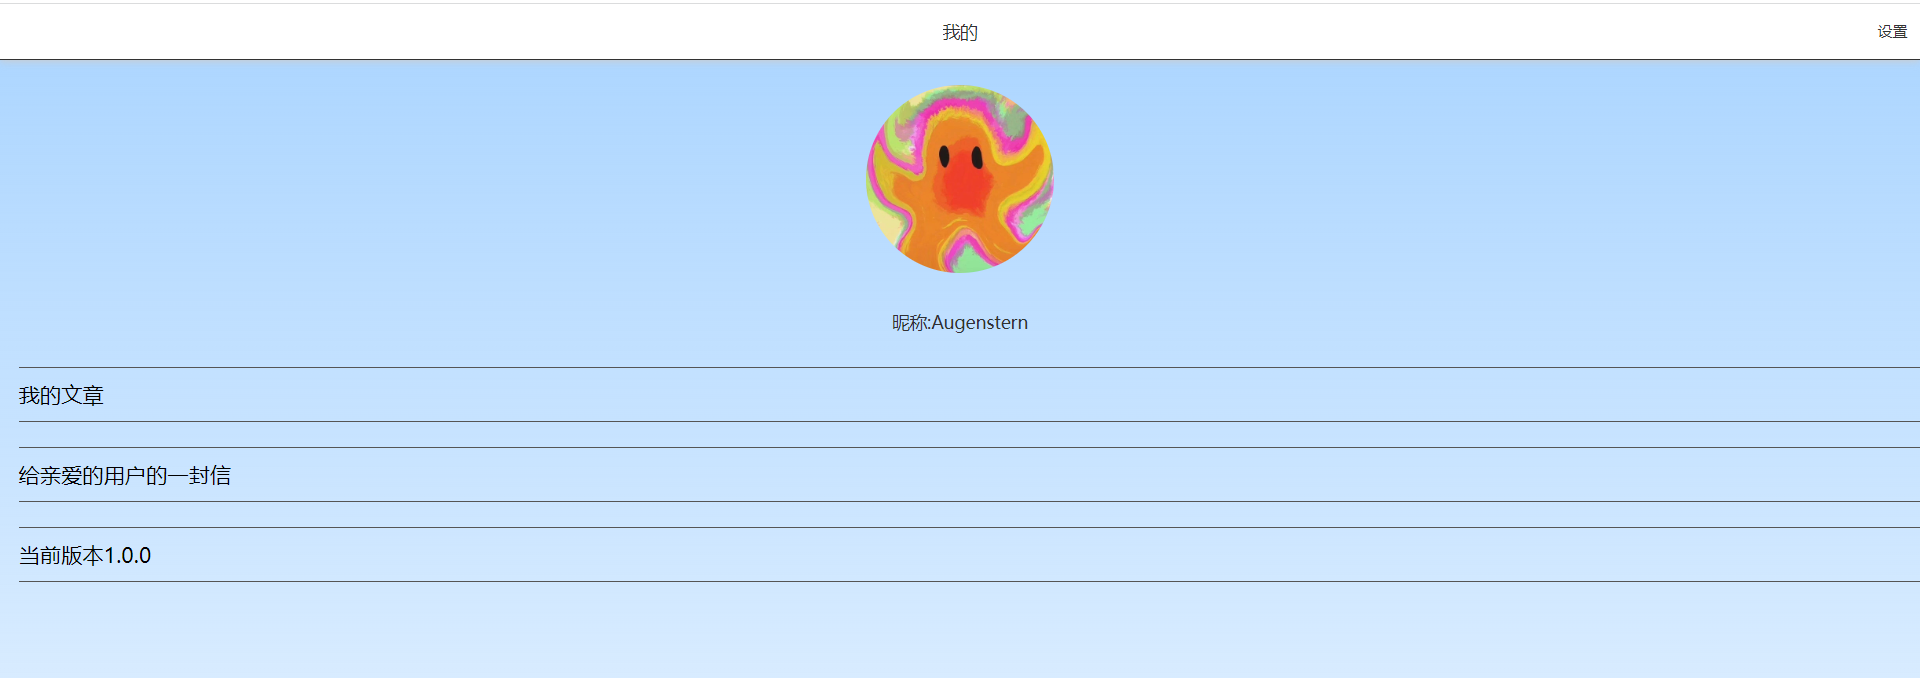 我的
设置
昵称:Augenstern
我的文章
给亲爱的用户的一封信
当前版本1.0.0